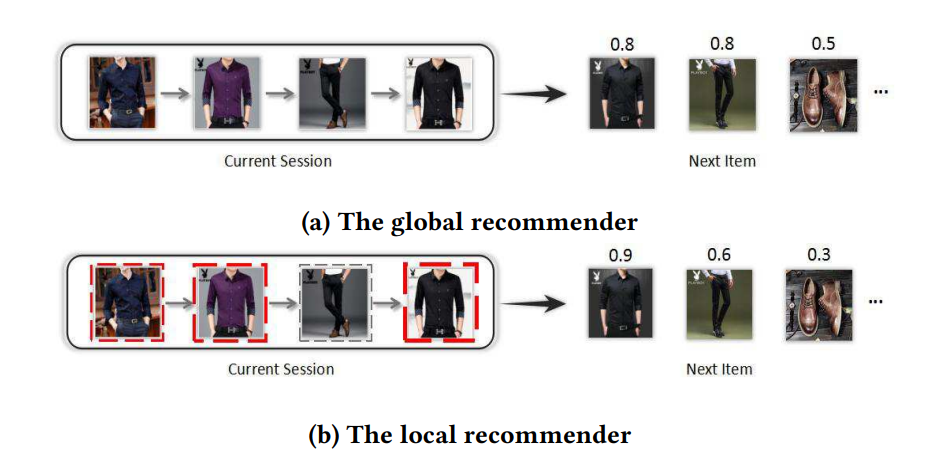 0.8 0.8 0.5
PLAYBOY
...
Current Session Next Item
(a) The global recommender
0.9 0.6 0.3
...
Current Session Next Item
(b) The local recommender